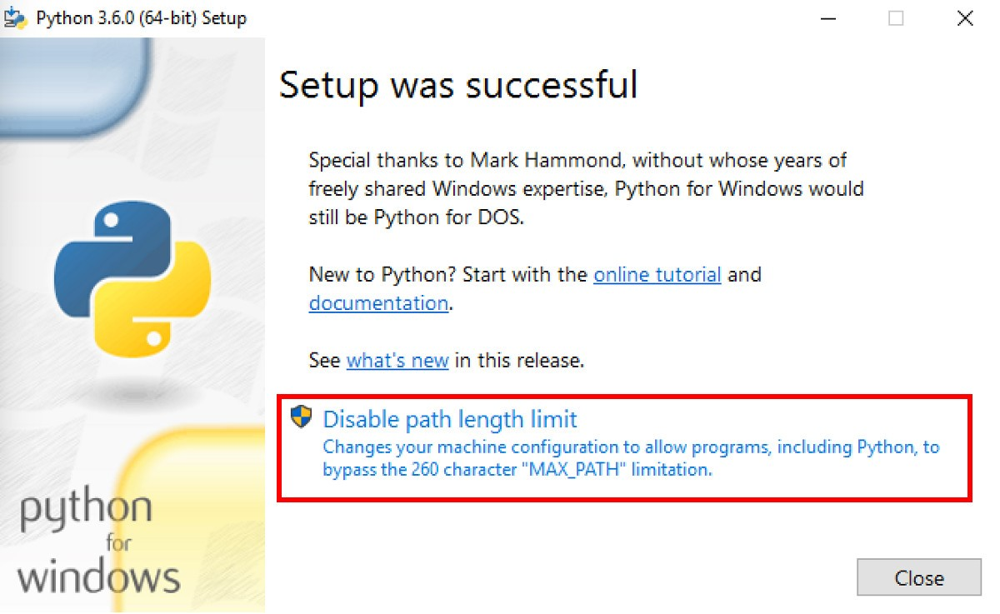 Python 3.6.0 (64-bit) Setup
Setup was successful
Special thanks to Mark Hammond, without whose years of
freely shared Windows expertise, Python for Windows would
still be Python for DOS.
New to Python? Start with the online tutorial and
documentation.
See what's new in this release.
Disable path length limit
Changes your machine configuration to allow programs, including Python, to
bypass the 260 character "MAX_PATH" limitation.
python
for
windows
Close